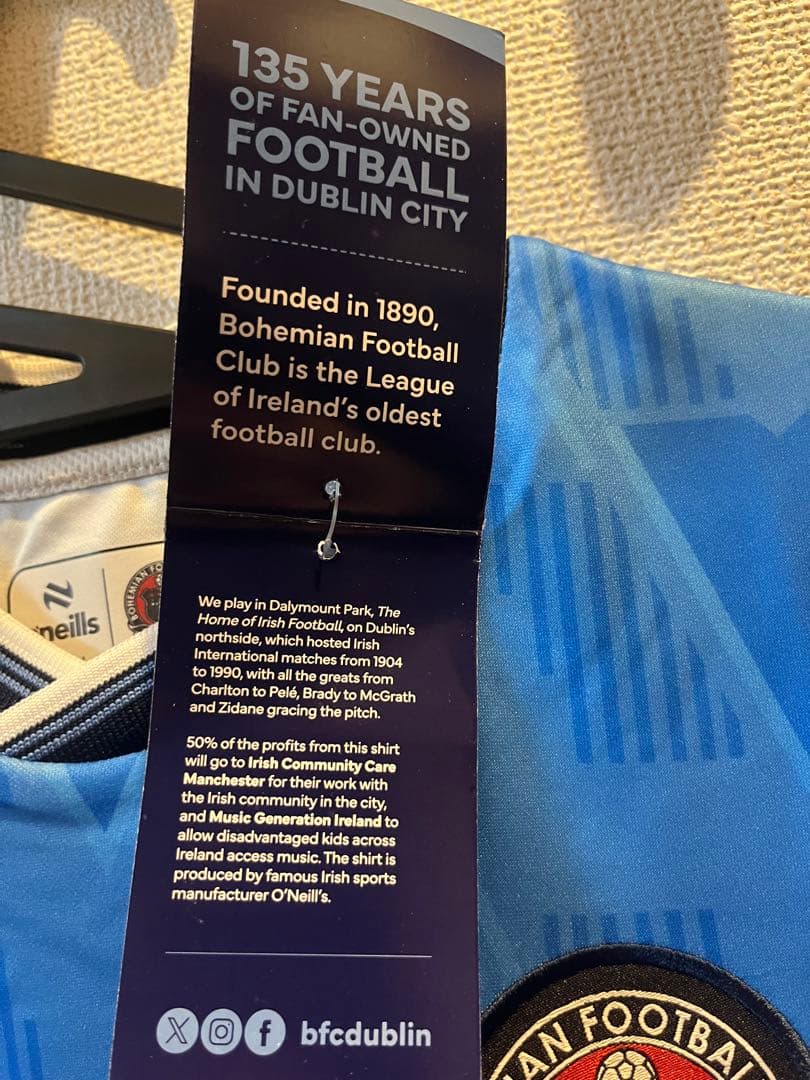 135 YEARS
OF FAN-OWNED
FOOTBALL
IN DUBLIN CITY
Founded in 1890,
Bohemian Football
Club is the League
of Ireland's oldest
football club.
We play in Dalymount Park, The
Home of Irish Football, on Dublin's
northside, which hosted Irish
International matches from 1904
to 1990, with all the greats from
Charlton to Pelé, Brady to McGrath
and Zidane gracing the pitch.
50% of the profits from this shirt
will go to Irish Community Care
Manchester for their work with
the Irish community in the city,
and Music Generation Ireland to
allow disadvantaged kids across
Ireland access music. The shirt is
produced by famous Irish sports
manufacturer O'Neill's.
bfcdublin
neills
BOHEMIAN FO
AN FOOTBA